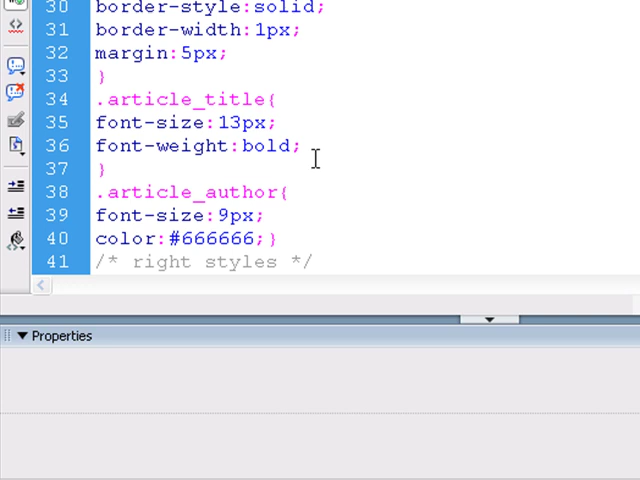 30 border-style:solid;
31 border-width:1px;
32 margin:5px;
33 }
34 .article_title{
35 font-size:13px;
36 font-weight:bold;
37 }
38 .article_author{
39 font-size:9px;
40 color:#666666;}
41 /* right styles */
Properties